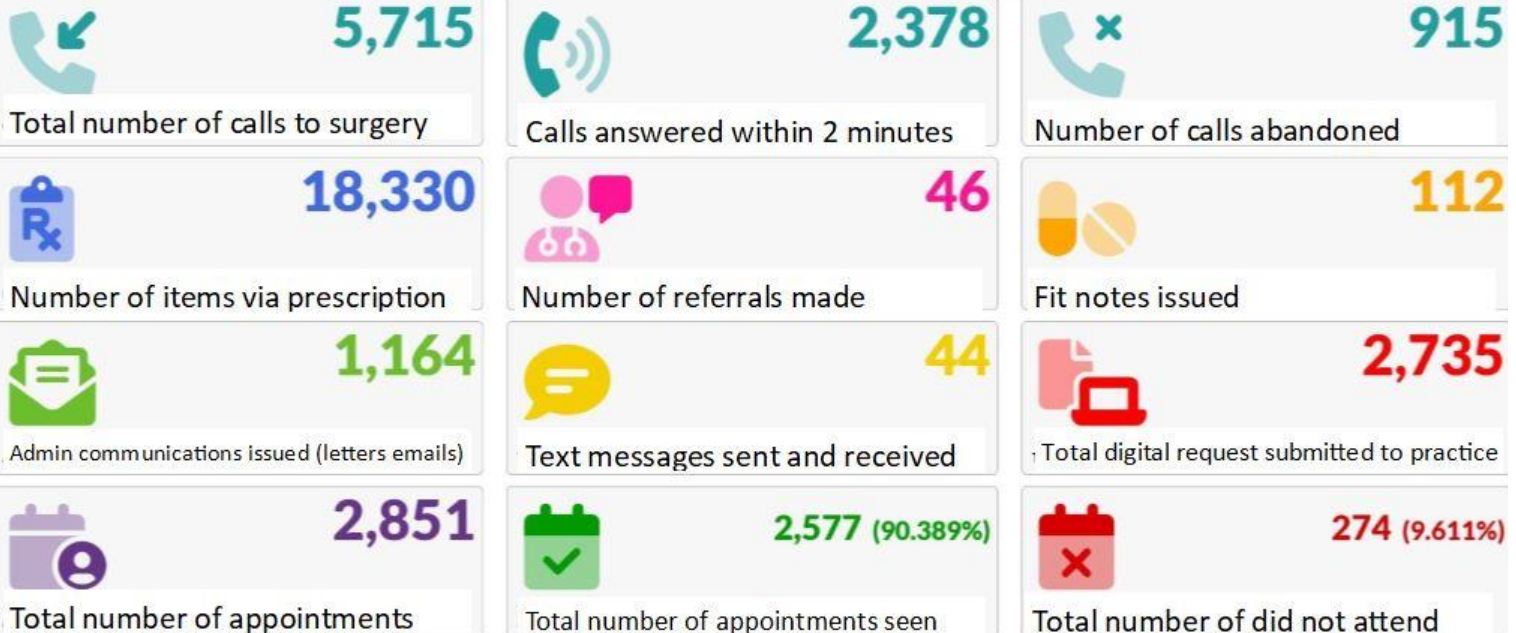 5,715
Total number of calls to surgery
2,378
Calls answered within 2 minutes
915
Number of calls abandoned
Rx
18,330
Number of items via prescription
46
Number of referrals made
112
Fit notes issued
1,164
Admin communications issued (letters emails)
44
Text messages sent and received
2,735
Total digital request submitted to practice
2,851
Total number of appointments
2,577 (90.389%)
Total number of appointments seen
274 (9.611%)
Total number of did not attend